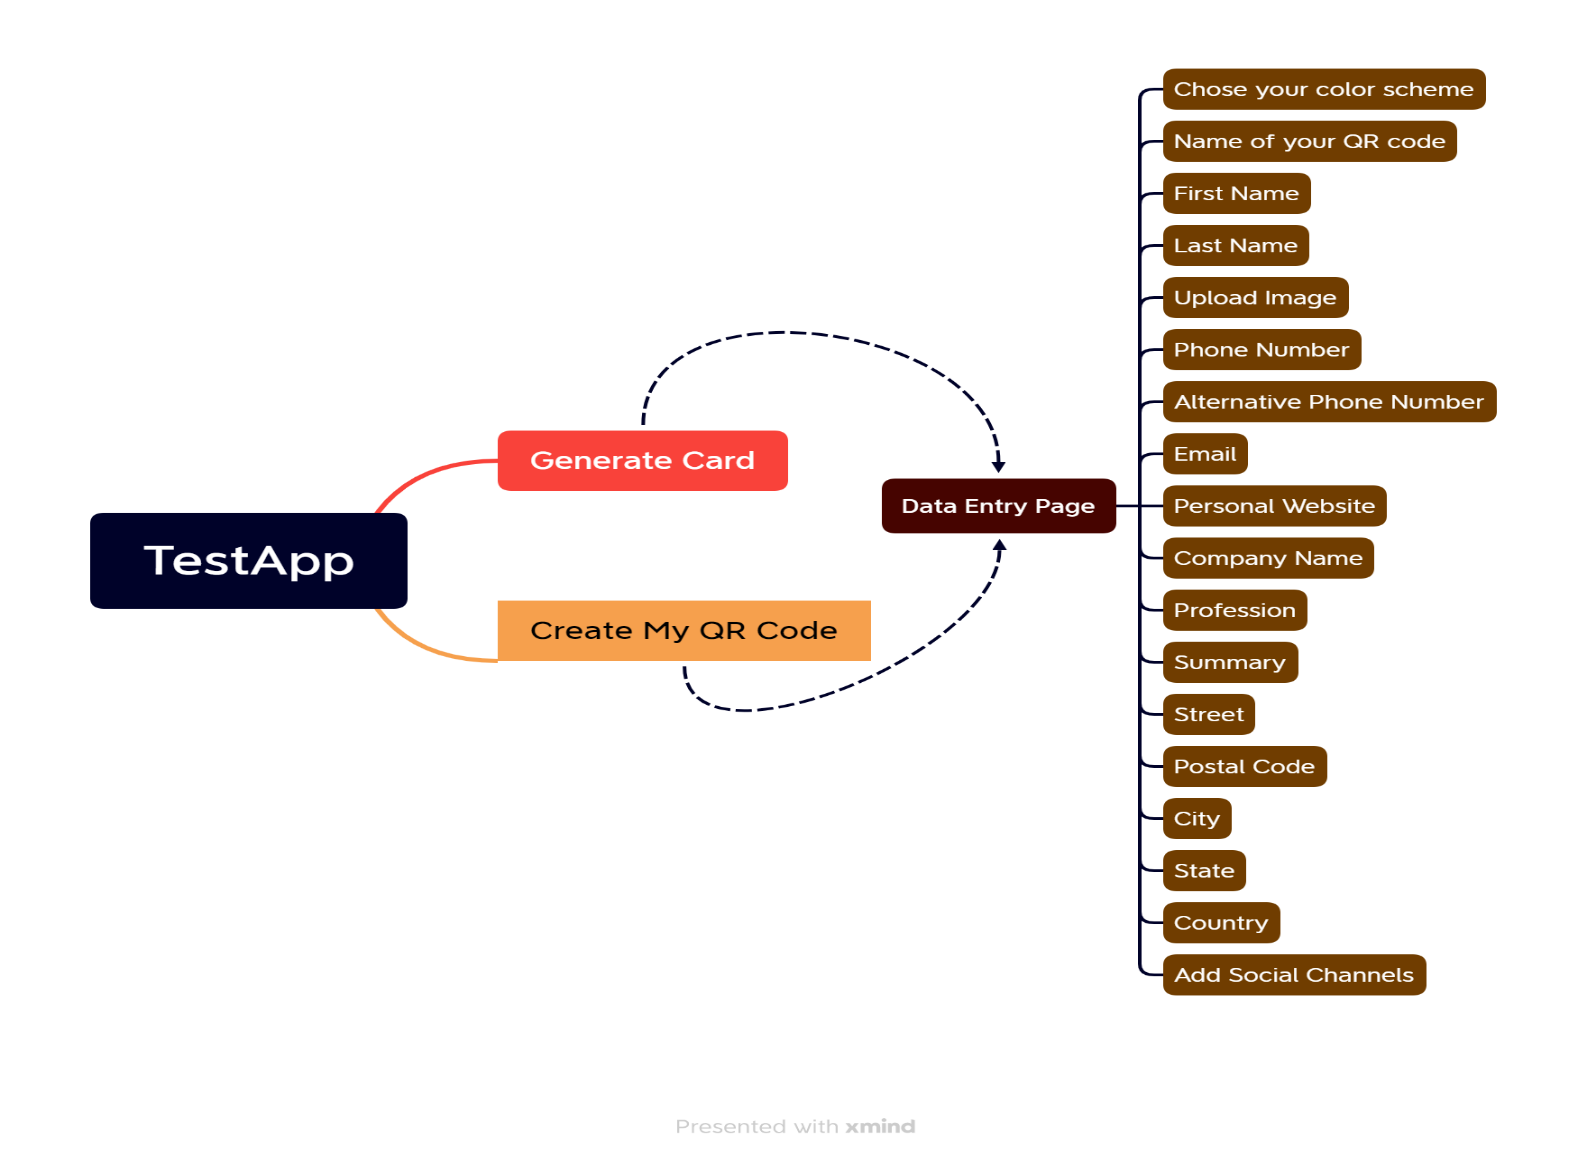 TestApp
Generate Card
Create My QR Code
Data Entry Page
Chose your color scheme
Name of your QR code
First Name
Last Name
Upload Image
Phone Number
Alternative Phone Number
Email
Personal Website
Company Name
Profession
Summary
Street
Postal Code
City
State
Country
Add Social Channels
Presented with xmind